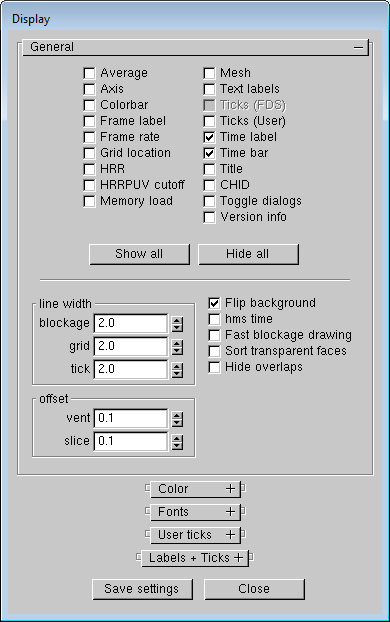 Display
General
Average
Axis
Colorbar
Frame label
Frame rate
Grid location
HRR
HRRPUV cutoff
Memory load
Mesh
Text labels
Ticks (FDS)
Ticks (User)
Time label
Time bar
Title
CHID
Toggle dialogs
Version info
Show all
Hide all
line width
blockage 2.0
grid 2.0
tick 2.0
offset
vent 0.1
slice 0.1
Flip background
hms time
Fast blockage drawing
Sort transparent faces
Hide overlaps
Color +
Fonts +
User ticks +
Labels + Ticks +
Save settings
Close